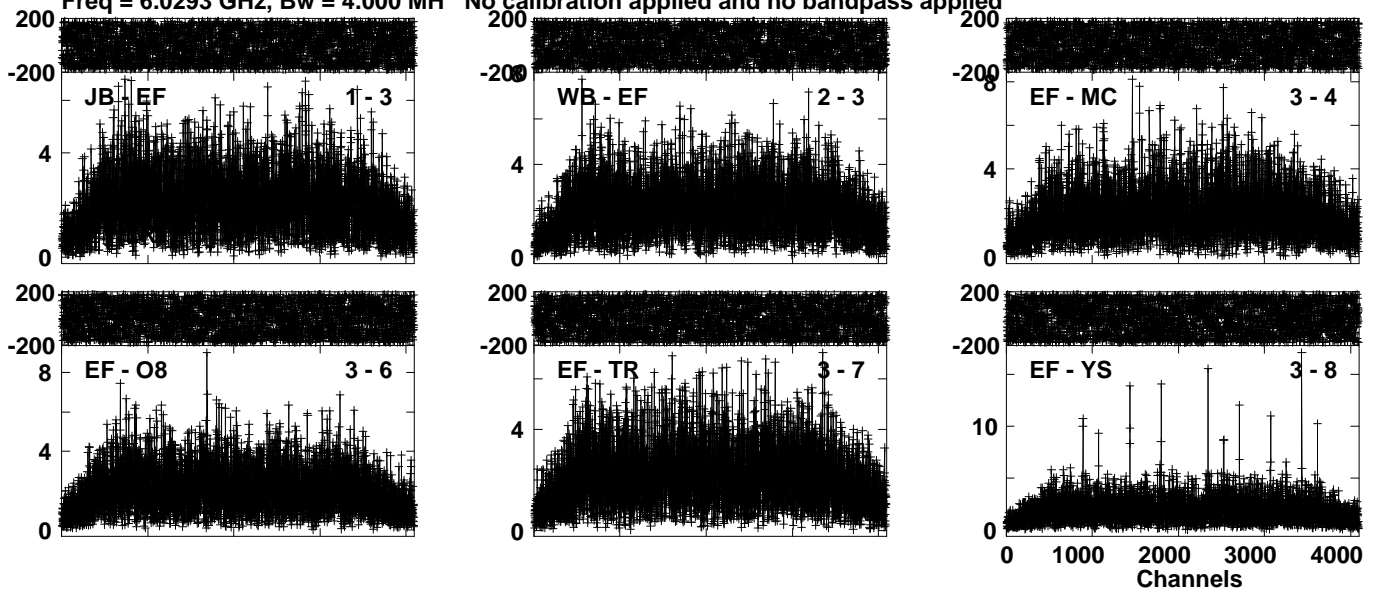 Freq = 6.0293 GHz, Bw = 4.000 MH No calibration applied and no bandpass applied
200 200 200
-200 -200 -200
8 8
JB - EF 1 - 3 WB - EF 2 - 3 EF - MC 3 - 4
4 4 4
0 0 0
200 200 200
-200 -200 -200
EF - O8 3 - 6 EF - TR 3 - 7 EF - YS 3 - 8
8
4 4 10
0 0 0
0 1000 2000 3000 4000
Channels